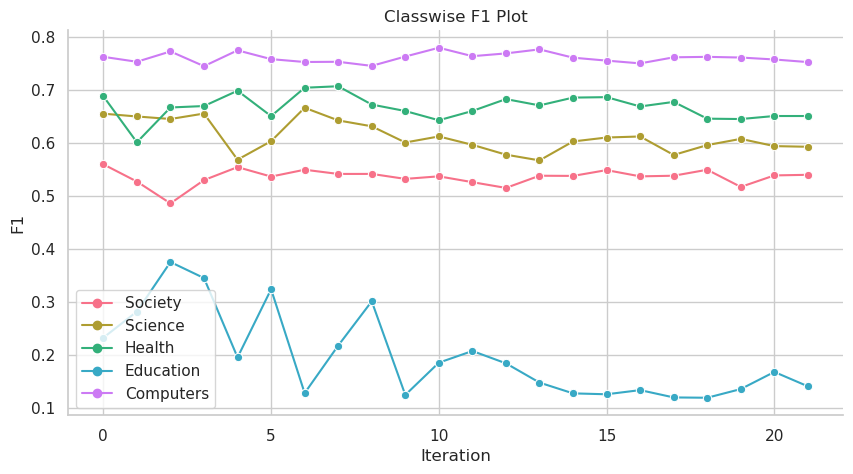 Classwise F1 Plot
0.8
0.7
0.6
0.5
0.4
0.3
0.2
0.1
F1
Society
Science
Health
Education
Computers
0
5
10
15
20
Iteration